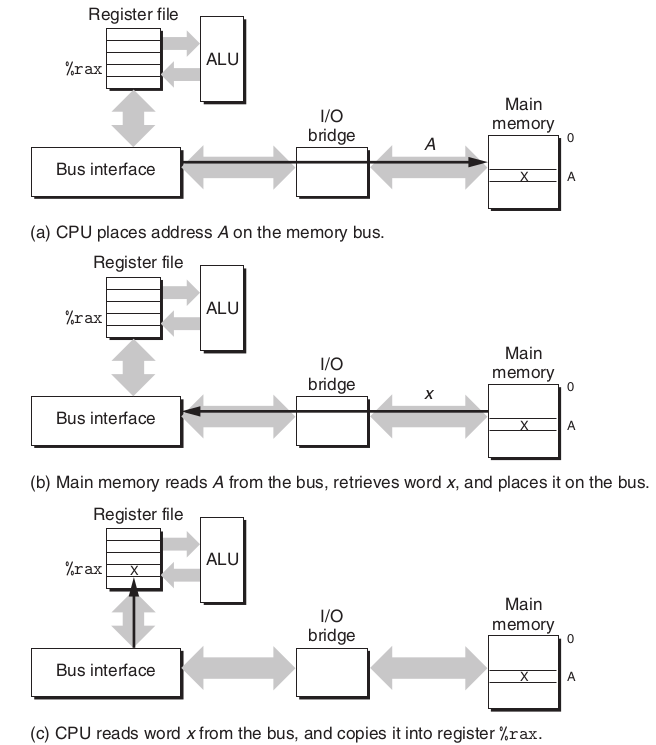 Register file
%rax
ALU
Main
memory
I/O
bridge
A
0
Bus interface
x
A
(a) CPU places address A on the memory bus.
Register file
%rax
ALU
Main
memory
I/O
bridge
x
0
Bus interface
x
A
(b) Main memory reads A from the bus, retrieves word x, and places it on the bus.
Register file
%rax
x
ALU
Main
memory
I/O
bridge
0
Bus interface
x
A
(c) CPU reads word x from the bus, and copies it into register %rax.